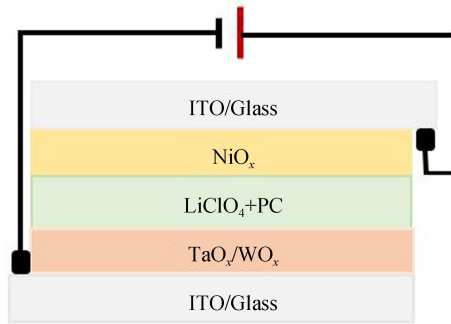 ITO/Glass
NiOₓ
LiClO₄+PC
TaOₓ/WOₓ
ITO/Glass